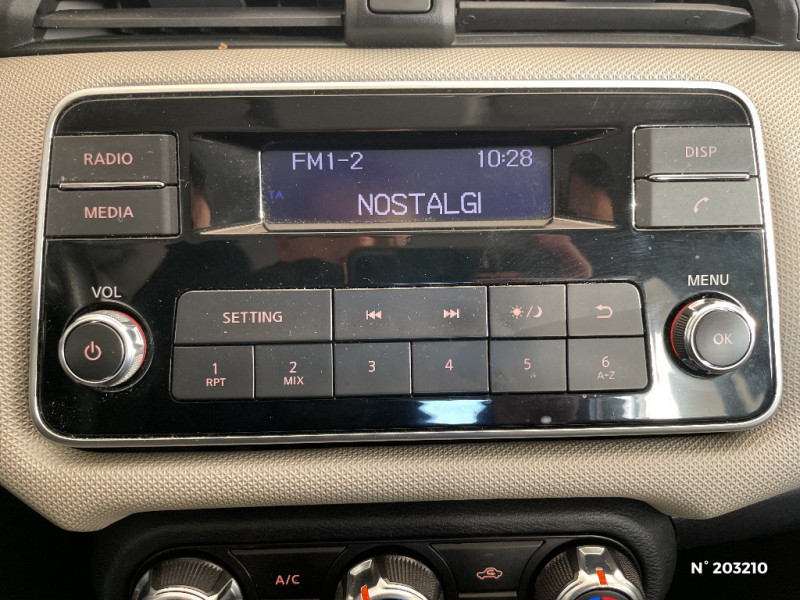 RADIO
FM1-2 10:28
DISP
TA
MEDIA
NOSTALGI
VOL
MENU
SETTING
OK
1 2 3 4 5 6
RPT MIX A-Z
A/C
N°203210